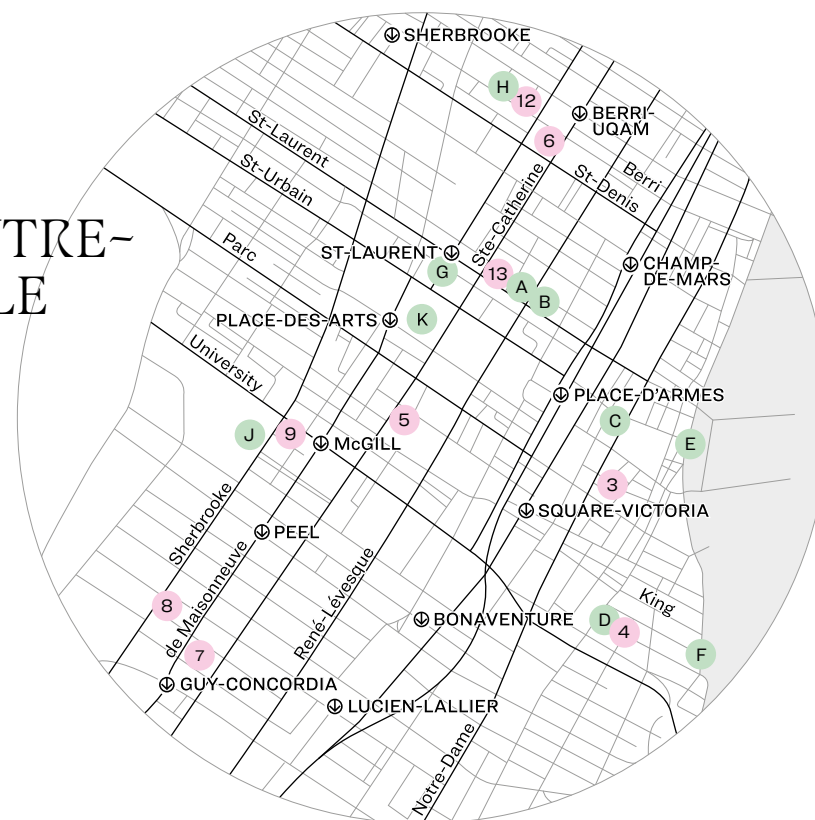 SHERBROOKE
H
12
BERRI-
UQAM
6
St-Laurent
St-Urbain
Berri
St-Denis
Ste-Catherine
TRE-
LE
Parc
ST-LAURENT
G
13
A
B
CHAMP-
DE-MARS
PLACE-DES-ARTS
K
University
PLACE-D'ARMES
J
9
5
McGILL
C
E
3
Sherbrooke
PEEL
SQUARE-VICTORIA
de Maisonneuve
René-Lévesque
King
8
7
BONAVENTURE
D
4
F
GUY-CONCORDIA
LUCIEN-LALLIER
Notre-Dame